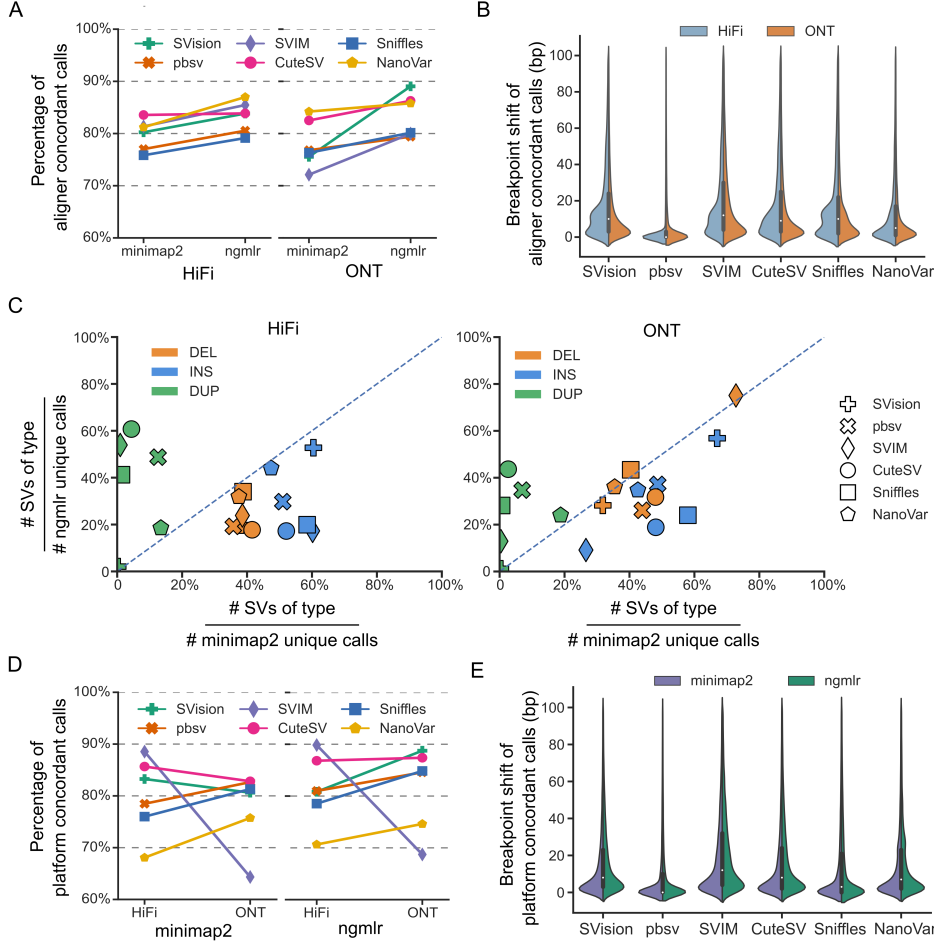 A
Percentage of
aligner concordant calls
100%
90%
80%
70%
60%
SVision
SVIM
Sniffles
pbsv
CuteSV
NanoVar
minimap2
ngmlr
minimap2
ngmlr
HiFi
ONT
B
HiFi
ONT
Breakpoint shift of
aligner concordant calls (bp)
100
80
60
40
20
0
SVision
pbsv
SVIM
CuteSV
Sniffles
NanoVar
C
HiFi
# SVs of type
# ngmlr unique calls
100%
80%
60%
40%
20%
0
DEL
INS
DUP
0
20%
40%
60%
80%
100%
# SVs of type
# minimap2 unique calls
ONT
100%
80%
60%
40%
20%
0
DEL
INS
DUP
0
20%
40%
60%
80%
100%
# SVs of type
# minimap2 unique calls
SVision
pbsv
SVIM
CuteSV
Sniffles
NanoVar
D
Percentage of
platform concordant calls
100%
90%
80%
70%
60%
SVision
SVIM
Sniffles
pbsv
CuteSV
NanoVar
HiFi
ONT
HiFi
ONT
minimap2
ngmlr
E
minimap2
ngmlr
Breakpoint shift of
platform concordant calls (bp)
100
80
60
40
20
0
SVision
pbsv
SVIM
CuteSV
Sniffles
NanoVar